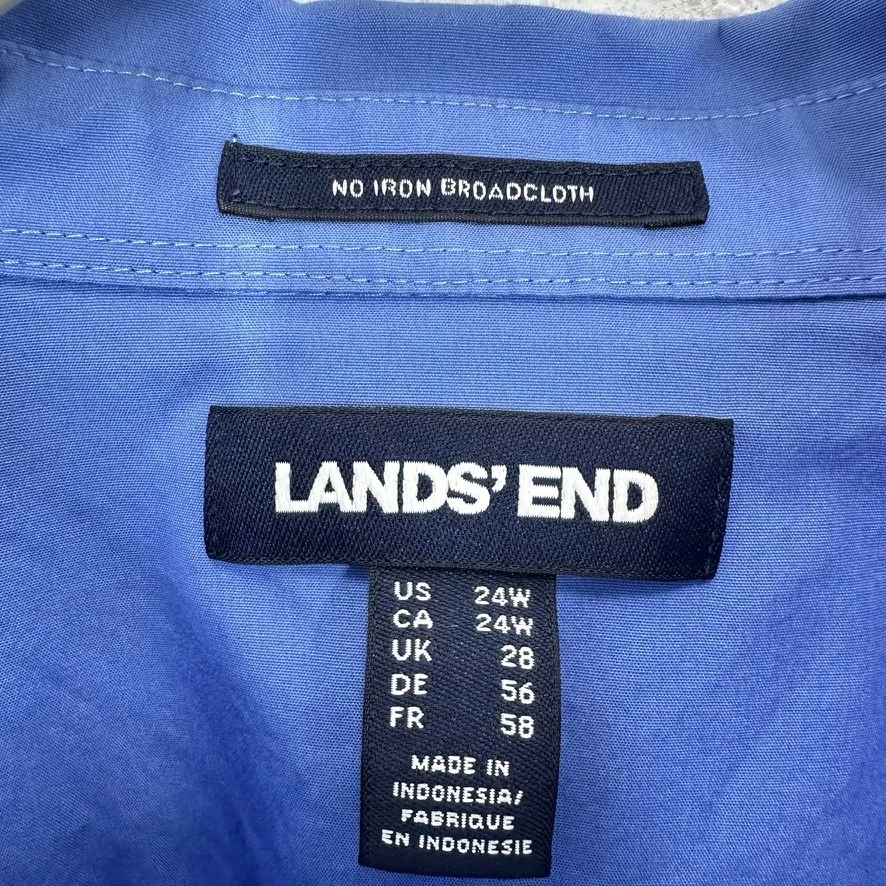 NO IRON BROADCLOTH
LANDS' END
US 24W
CA 24W
UK 28
DE 56
FR 58
MADE IN
INDONESIA/
FABRIQUE
EN INDONESIE